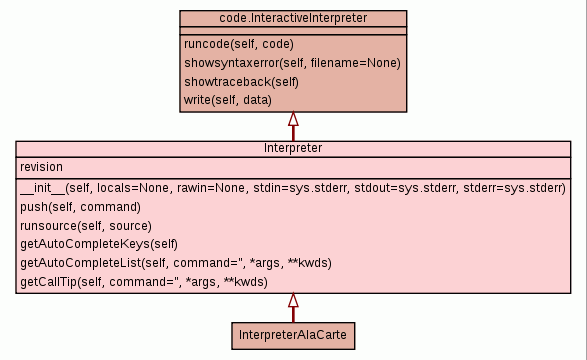 code.InteractiveInterpreter
runcode(self, code)
showsyntaxerror(self, filename=None)
showtraceback(self)
write(self, data)
Interpreter
revision
__init__(self, locals=None, rawin=None, stdin=sys.stderr, stdout=sys.stderr, stderr=sys.stderr)
push(self, command)
runsource(self, source)
getAutoCompleteKeys(self)
getAutoCompleteList(self, command='', *args, **kwds)
getCallTip(self, command='', *args, **kwds)
InterpreterAlaCarte